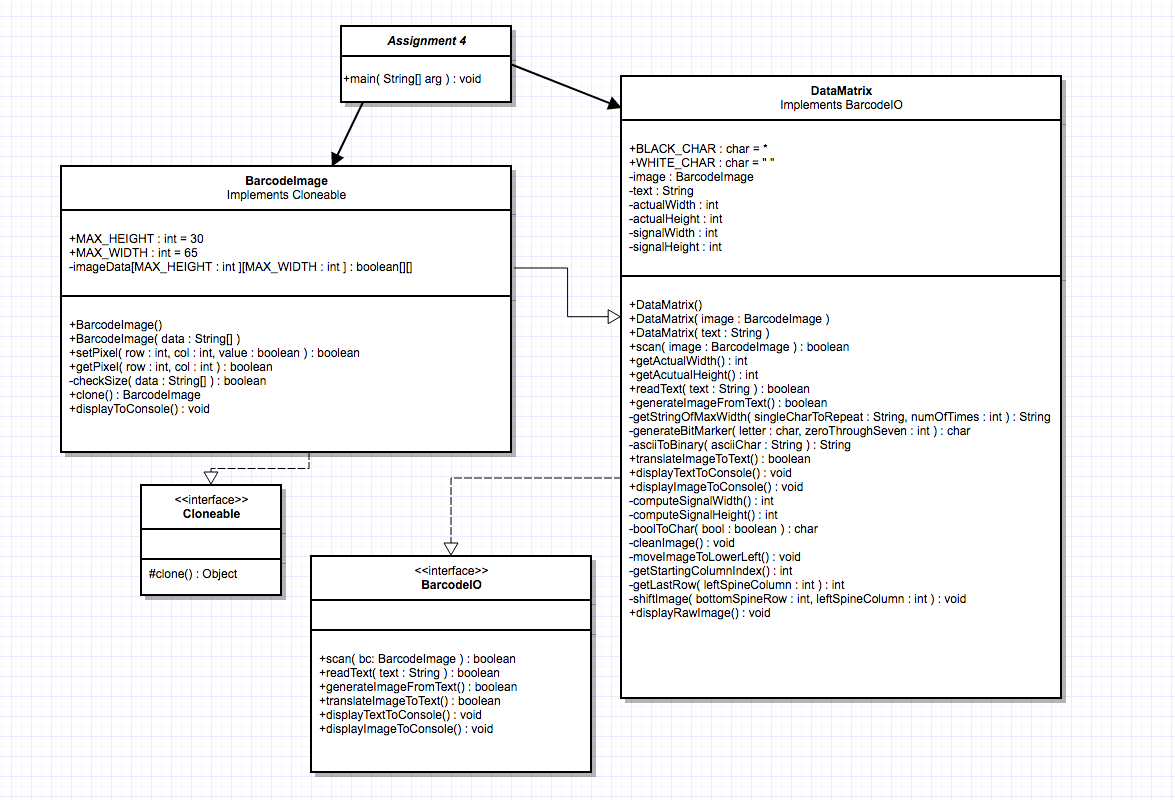 Assignment 4
+main( String[] arg ) : void
DataMatrix
Implements BarcodeIO
+BLACK_CHAR : char = *
+WHITE_CHAR : char = " "
-image : BarcodeImage
-text : String
-actualWidth : int
-actualHeight : int
-signalWidth : int
-signalHeight : int
+DataMatrix()
+DataMatrix( image : BarcodeImage )
+DataMatrix( text : String )
+scan( image : BarcodeImage ) : boolean
+getActualWidth() : int
+getAcutualHeight() : int
+readText( text : String ) : boolean
+generateImageFromText() : boolean
-getStringOfMaxWidth( singleCharToRepeat : String, numOfTimes : int ) : String
-generateBitMarker( letter : char, zeroThroughSeven : int ) : char
-asciiToBinary( asciiChar : String ) : String
+translateImageToText() : boolean
+displayTextToConsole() : void
+displayImageToConsole() : void
-computeSignalWidth() : int
-computeSignalHeight() : int
-boolToChar( bool : boolean ) : char
-cleanImage() : void
-moveImageToLowerLeft() : void
-getStartingColumnIndex() : int
-getLastRow( leftSpineColumn : int ) : int
-shiftImage( bottomSpineRow : int, leftSpineColumn : int ) : void
+displayRawImage() : void
BarcodeImage
Implements Cloneable
+MAX_HEIGHT : int = 30
+MAX_WIDTH : int = 65
-imageData[MAX_HEIGHT : int ][MAX_WIDTH : int ] : boolean[][]
+BarcodeImage()
+BarcodeImage( data : String[] )
+setPixel( row : int, col : int, value : boolean ) : boolean
+getPixel( row : int, col : int ) : boolean
-checkSize( data : String[] ) : boolean
+clone() : BarcodeImage
+displayToConsole() : void
<<interface>>
Cloneable
#clone() : Object
<<interface>>
BarcodeIO
+scan( bc: BarcodeImage ) : boolean
+readText( text : String ) : boolean
+generateImageFromText() : boolean
+translateImageToText() : boolean
+displayTextToConsole() : void
+displayImageToConsole() : void